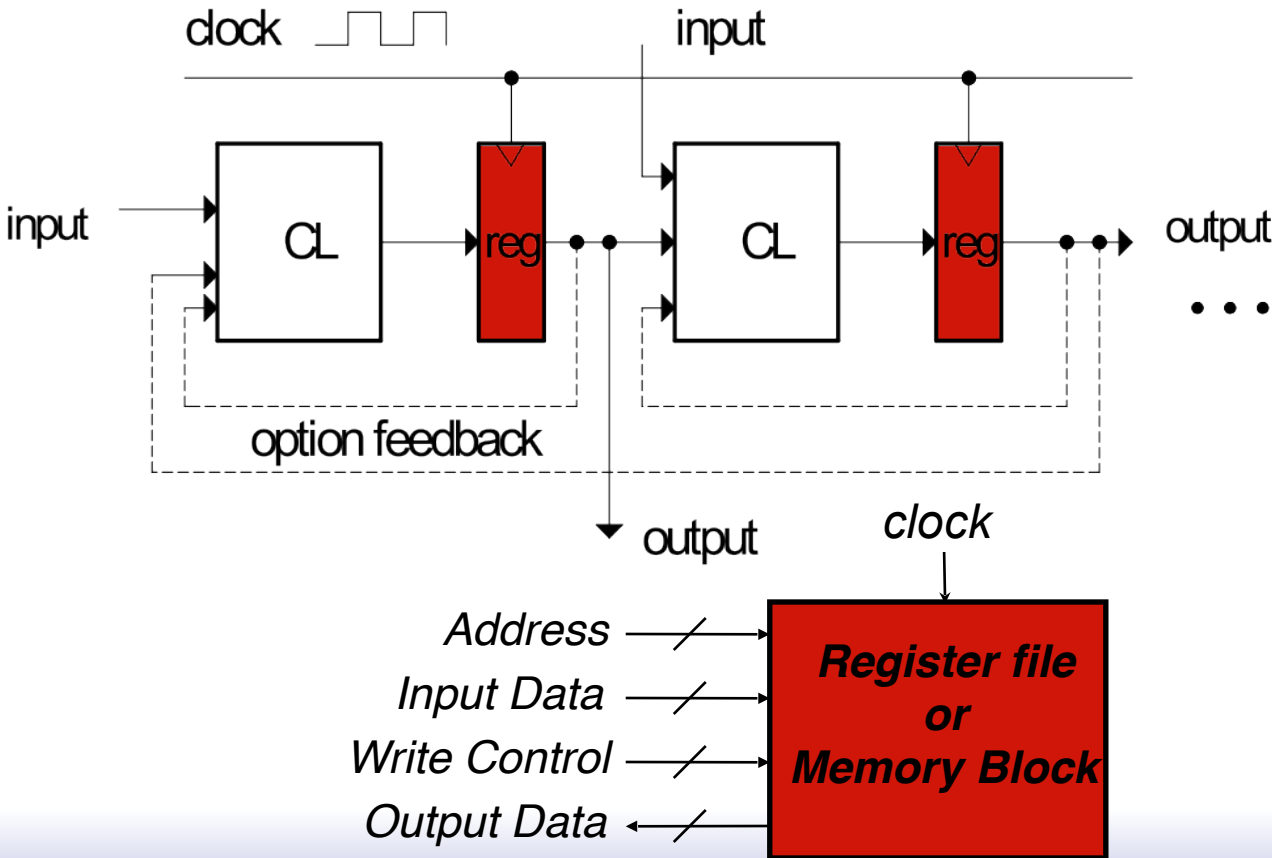 clock
input
input
CL
reg
CL
reg
output
• • •
option feedback
output
clock
Address
Input Data
Write Control
Output Data
Register file
or
Memory Block